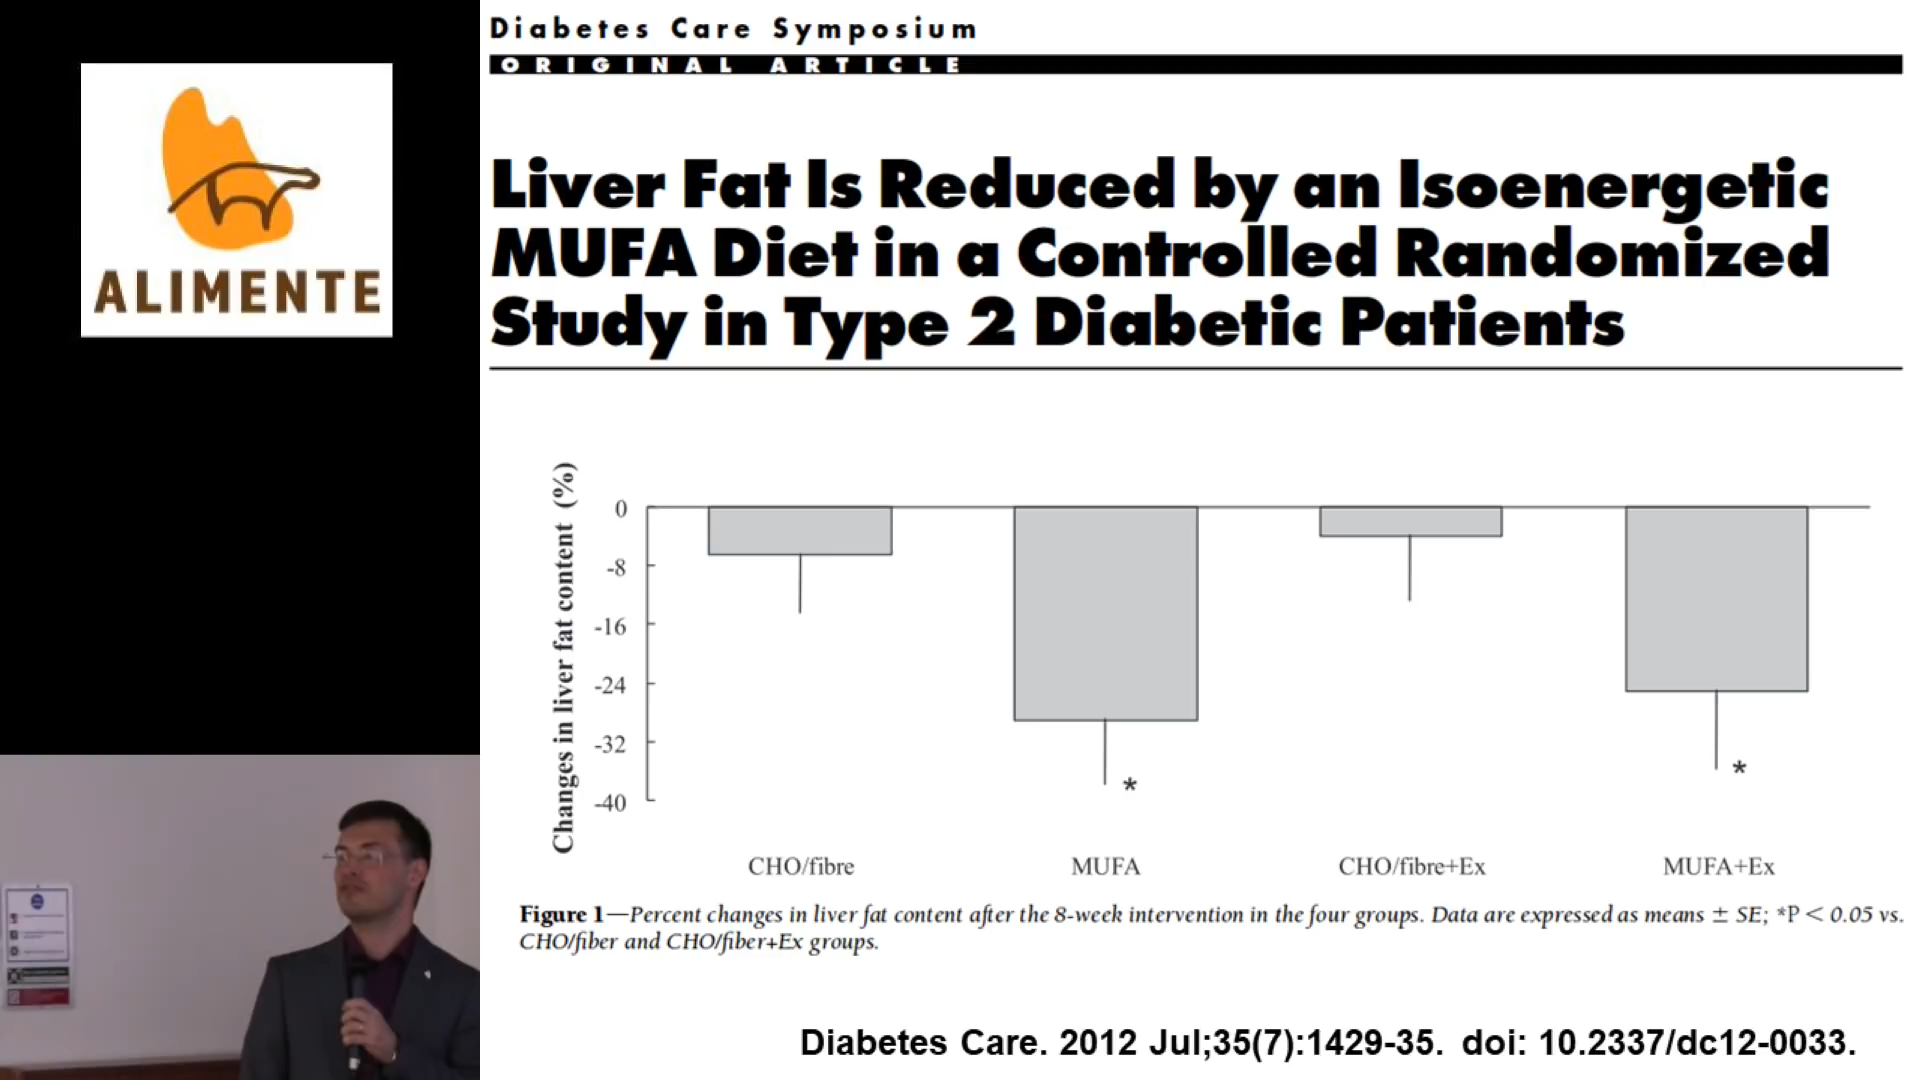 ALIMENTE
Diabetes Care Symposium
ORIGINAL ARTICLE
Liver Fat Is Reduced by an Isoenergetic
MUFA Diet in a Controlled Randomized
Study in Type 2 Diabetic Patients
Changes in liver fat content (%)
0
-8
-16
-24
-32
-40
*
*
CHO/fibre MUFA CHO/fibre+Ex MUFA+Ex
Figure 1—Percent changes in liver fat content after the 8-week intervention in the four groups. Data are expressed as means ± SE; *P < 0.05 vs.
CHO/fiber and CHO/fiber+Ex groups.
Diabetes Care. 2012 Jul;35(7):1429-35. doi: 10.2337/dc12-0033.